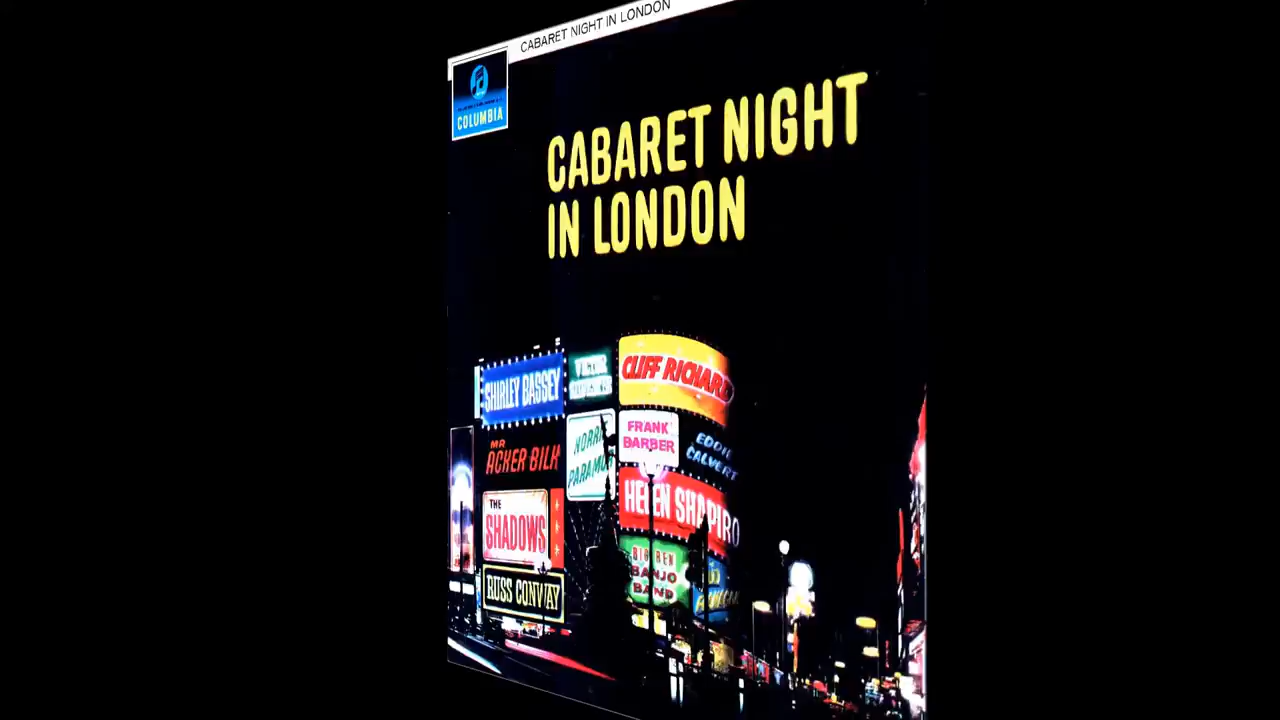 CABARET NIGHT IN LONDON
COLUMBIA
CABARET NIGHT
IN LONDON
SHIRLEY BASSEY
VICTOR
CLIFF RICHARD
MR
ACKER BILK
NORRI
PARAMOR
FRANK
BARBER
EDDIE
CALVERT
THE
SHADOWS
HELEN SHAPIRO
RUSS CONWAY
BIG BEN
BANJO
BAND